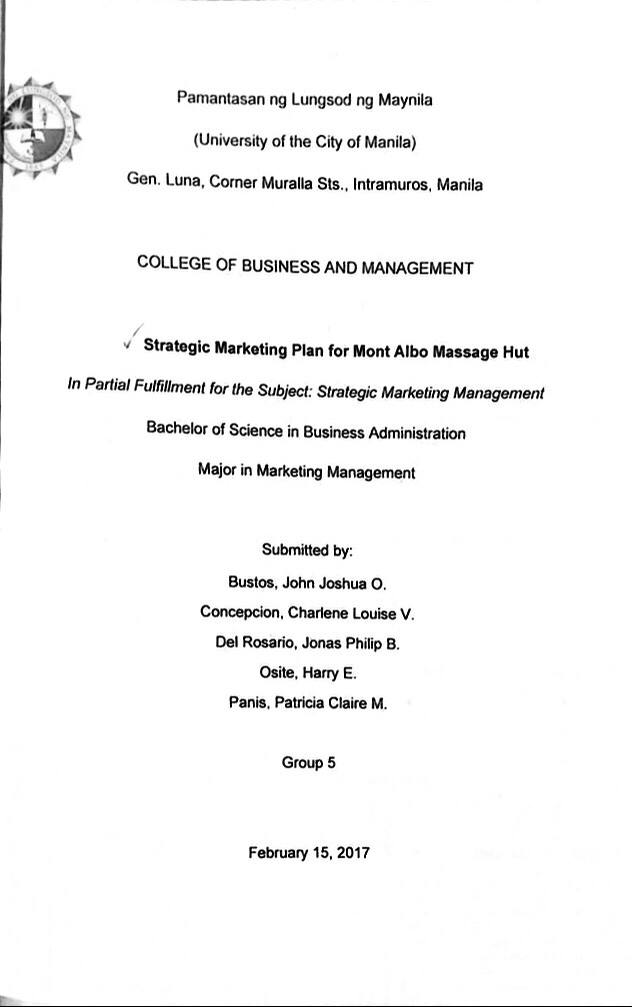 Pamantasan ng Lungsod ng Maynila
(University of the City of Manila)
Gen. Luna, Corner Muralla Sts., Intramuros, Manila
COLLEGE OF BUSINESS AND MANAGEMENT
Strategic Marketing Plan for Mont Albo Massage Hut
In Partial Fulfillment for the Subject: Strategic Marketing Management
Bachelor of Science in Business Administration
Major in Marketing Management
Submitted by:
Bustos, John Joshua O.
Concepcion, Charlene Louise V.
Del Rosario, Jonas Philip B.
Osite, Harry E.
Panis, Patricia Claire M.
Group 5
February 15, 2017